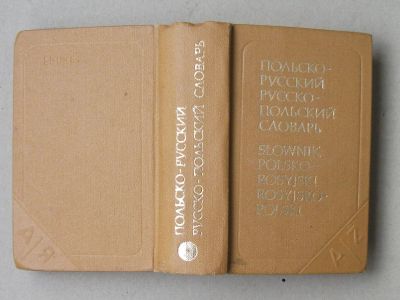 ПОЛЬСКО-РУССКИЙ
РУССКО-ПОЛЬСКИЙ СЛОВАРЬ
ПОЛЬСКО-
РУССКИЙ
РУССКО-
ПОЛЬСКИЙ
СЛОВАРЬ
SŁOWNIK
POLSKO-
ROSYJSKI
ROSYJSKO-
POLSKI
А/Я
A/Z